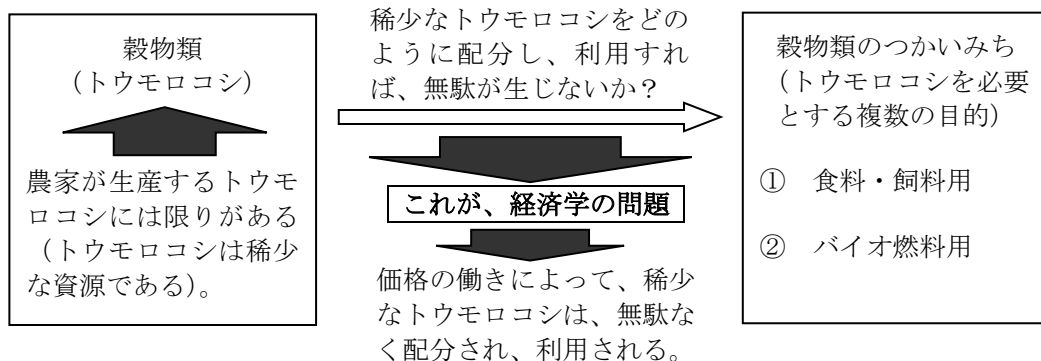 穀物類
(トウモロコシ)
農家が生産するトウモ
ロコシには限りがある
(トウモロコシは稀少
な資源である)。
稀少なトウモロコシをどの
ように配分し、利用すれ
ば、無駄が生じないか?
これが、経済学の問題
価格の働きによって、稀少
なトウモロコシは、無駄な
く配分され、利用される。
穀物類のつかいみち
(トウモロコシを必要
とする複数の目的)
① 食料・飼料用
② バイオ燃料用